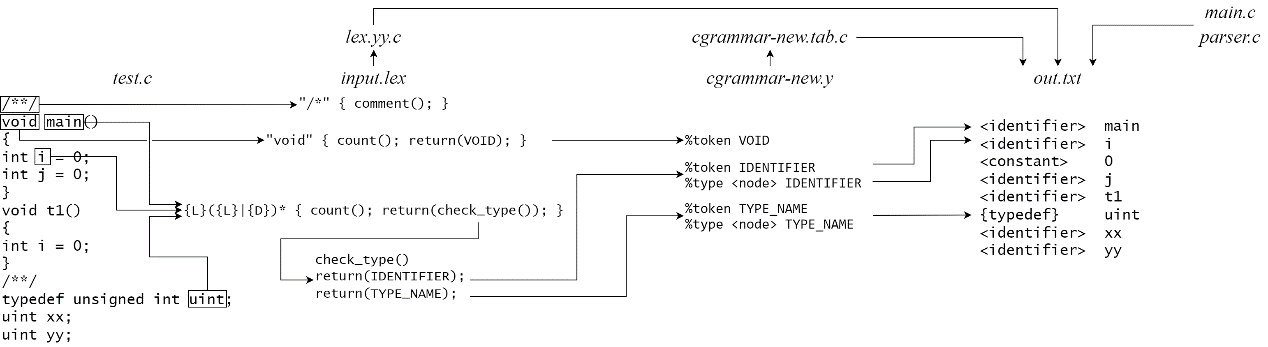 main.c
lex.yy.c cgrammar-new.tab.c parser.c
test.c input.lex cgrammar-new.y out.txt
/**/ "/*" { comment(); }
void main()
{
int i = 0;
int j = 0;
}
void t1()
{
int i = 0;
}
/**/
typedef unsigned int uint;
uint xx;
uint yy;
"void" { count(); return(VOID); }
{L}({L}|{D})* { count(); return(check_type()); }
check_type()
return(IDENTIFIER);
return(TYPE_NAME);
%token VOID
%token IDENTIFIER
%type <node> IDENTIFIER
%token TYPE_NAME
%type <node> TYPE_NAME
<identifier> main
<identifier> i
<constant> 0
<identifier> j
<identifier> t1
{typedef} uint
<identifier> xx
<identifier> yy